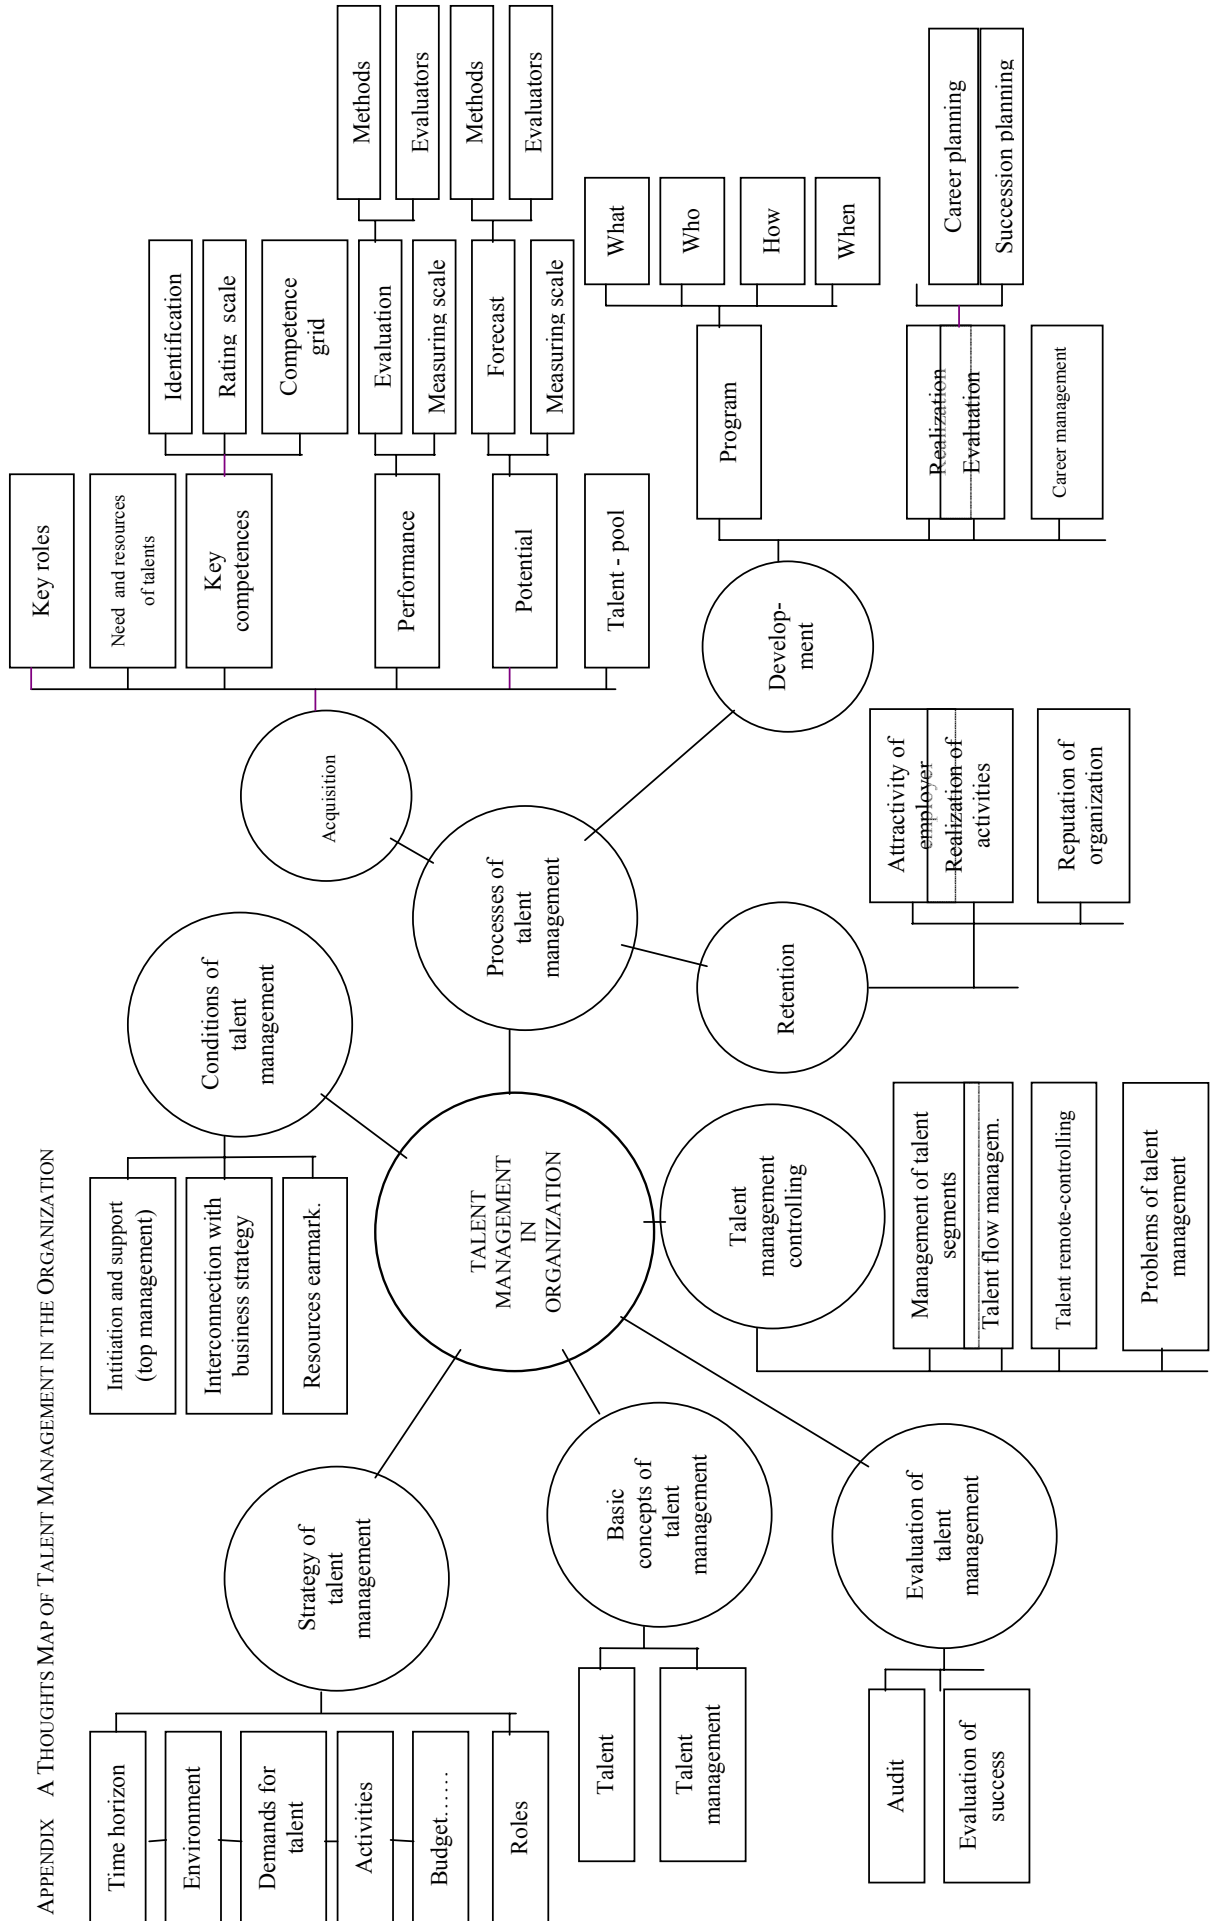 APPENDIX A THOUGHTS MAP OF TALENT MANAGEMENT IN THE ORGANIZATION
Time horizon
Environment
Demands for
talent
Activities
Budget……
Roles
Strategy of
talent
management
Intitiation and support
(top management)
Interconnection with
business strategy
Resources earmark.
Conditions of
talent
management
TALENT
MANAGEMENT
IN
ORGANIZATION
Talent
Talent
management
Basic
concepts of
talent
management
Audit
Evaluation of
success
Evaluation of
talent
management
Talent
management
controlling
Management of talent
segments
Talent flow managem.
Talent remote-controlling
Problems of talent
management
Processes of
talent
management
Acquisition
Key roles
Need and resources
of talents
Key
competences
Identification
Rating scale
Competence
grid
Performance
Evaluation
Measuring scale
Methods
Evaluators
Potential
Forecast
Measuring scale
Methods
Evaluators
Talent - pool
Develop-
ment
Program
What
Who
How
When
Realization
Evaluation
Career management
Career planning
Succession planning
Retention
Attractivity of
employer
Realization of
activities
Reputation of
organization